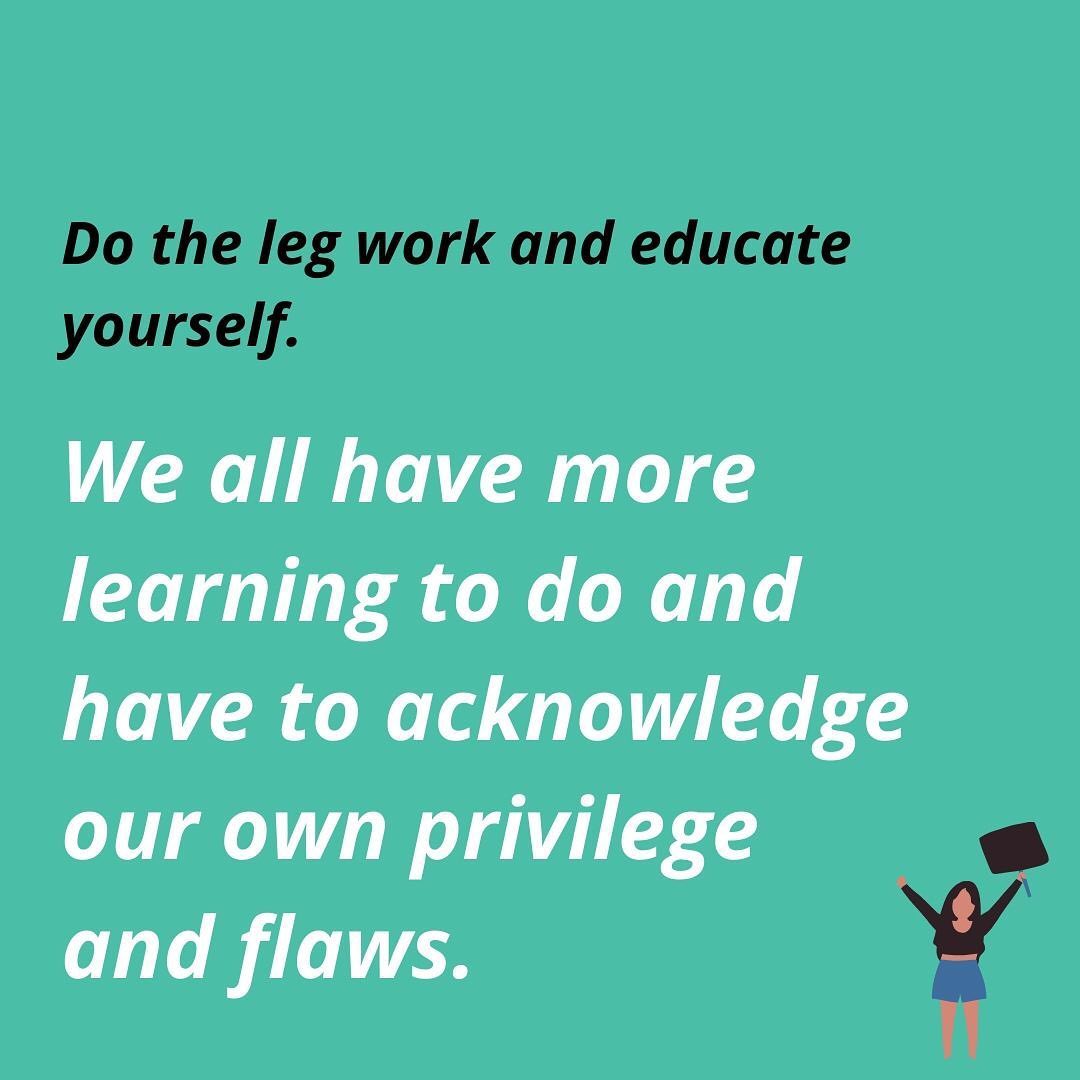 Do the leg work and educate
yourself.
We all have more
learning to do and
have to acknowledge
our own privilege
and flaws.